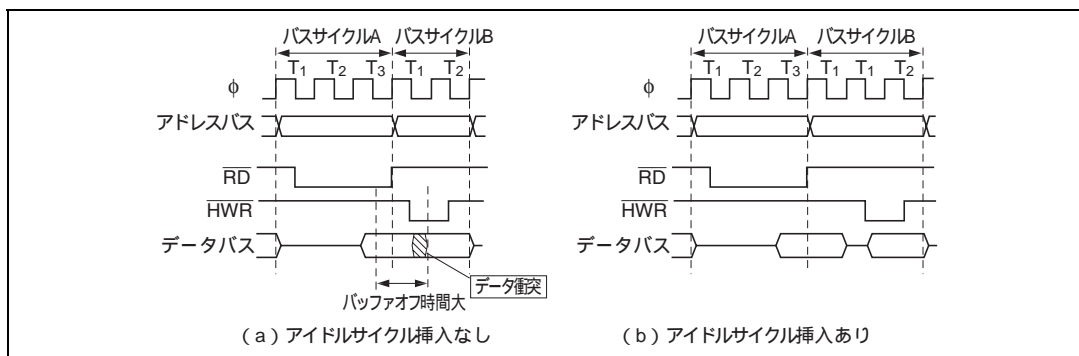 バスサイクルA バスサイクルB
T1 T2 T3 T1 T2
φ
アドレスバス
RD
HWR
データバス
データ衝突
バッファオフ時間大
(a)アイドルサイクル挿入なし
バスサイクルA バスサイクルB
T1 T2 T3 T1 T1 T2
φ
アドレスバス
RD
HWR
データバス
(b)アイドルサイクル挿入あり